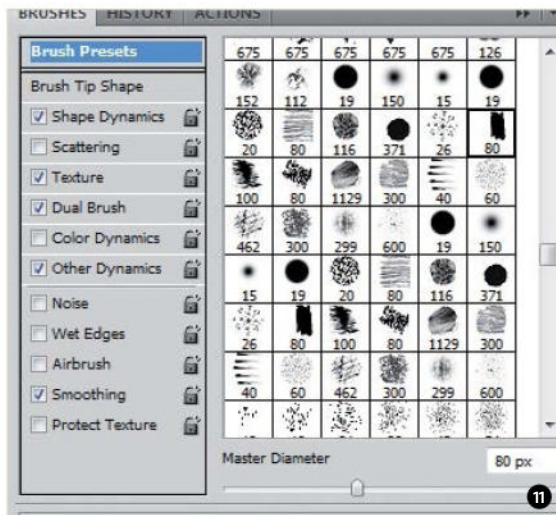 BRUSHES HISTORY ACTIONS
Brush Presets
Brush Tip Shape
Shape Dynamics
Scattering
Texture
Dual Brush
Color Dynamics
Other Dynamics
Noise
Wet Edges
Airbrush
Smoothing
Protect Texture
675 675 675 675 675 126
152 112 19 150 15 19
20 80 116 371 26 80
100 80 1129 300 40 60
462 300 299 600 19 150
15 19 20 80 116 371
26 80 100 80 1129 300
40 60 462 300 299 600
Master Diameter 80 px
11